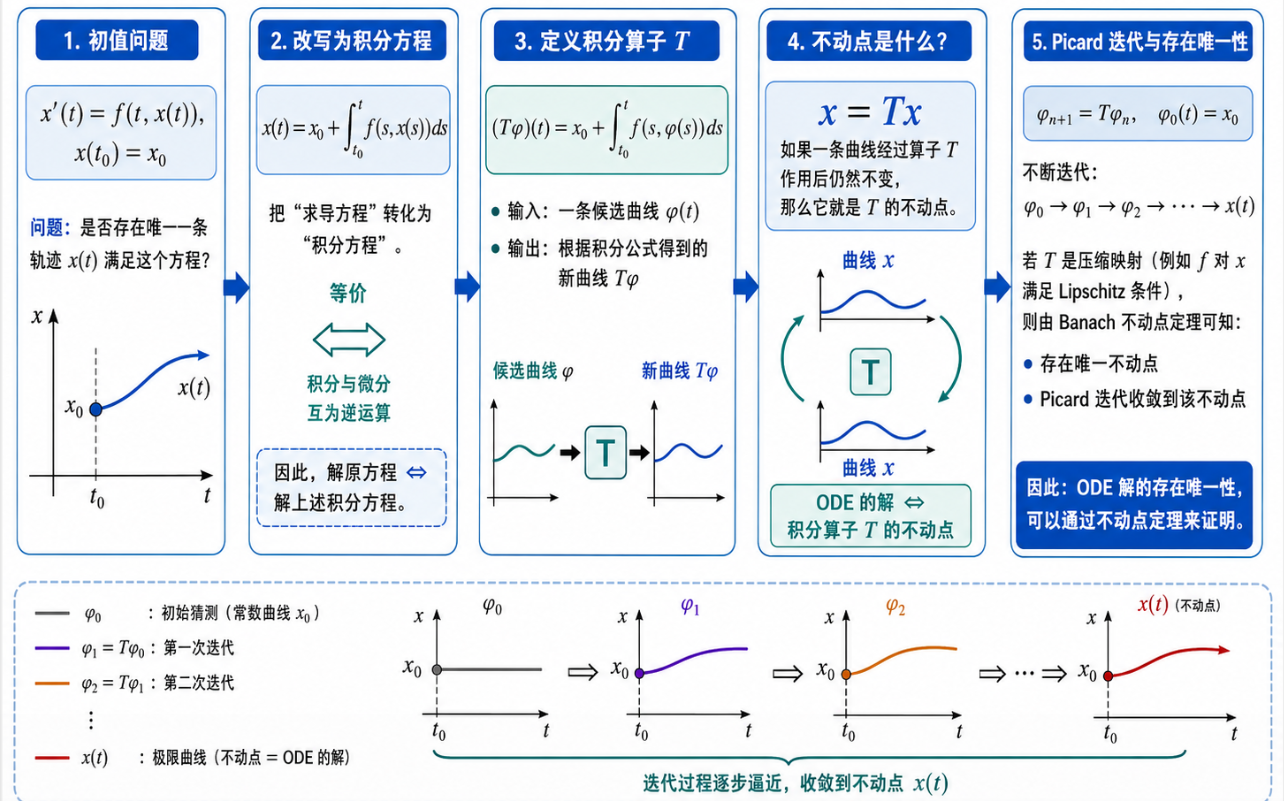 1. 初值问题
x′(t) = f(t, x(t)),
x(t₀) = x₀
问题：是否存在唯一一条
轨迹 x(t) 满足这个方程？
x
x₀
x(t)
t₀
t
2. 改写为积分方程
x(t) = x₀ + ∫_{t₀}^{t} f(s, x(s))ds
把“求导方程”转化为
“积分方程”。
等价
积分与微分
互为逆运算
因此，解原方程 ⇔
解上述积分方程。
3. 定义积分算子 T
(Tφ)(t) = x₀ + ∫_{t₀}^{t} f(s, φ(s))ds
• 输入：一条候选曲线 φ(t)
• 输出：根据积分公式得到的
新曲线 Tφ
候选曲线 φ
新曲线 Tφ
T
4. 不动点是什么？
x = Tx
如果一条曲线经过算子 T
作用后仍然不变，
那么它就是 T 的不动点。
曲线 x
T
曲线 x
ODE 的解 ⇔
积分算子 T 的不动点
5. Picard 迭代与存在唯一性
φₙ₊₁ = Tφₙ, φ₀(t) = x₀
不断迭代：
φ₀ → φ₁ → φ₂ → ⋯ → x(t)
若 T 是压缩映射（例如 f 对 x
满足 Lipschitz 条件），
则由 Banach 不动点定理可知：
• 存在唯一不动点
• Picard 迭代收敛到该不动点
因此：ODE 解的存在唯一性，
可以通过不动点定理来证明。
φ₀ ：初始猜测（常数曲线 x₀）
φ₁ = Tφ₀：第一次迭代
φ₂ = Tφ₁：第二次迭代
⋮
x(t) ：极限曲线（不动点 = ODE 的解）
φ₀
x
x₀
t₀
t
φ₁
x
x₀
t₀
t
φ₂
x
x₀
t₀
t
⋯
x(t)（不动点）
x
x₀
t₀
t
迭代过程逐步逼近，收敛到不动点 x(t)